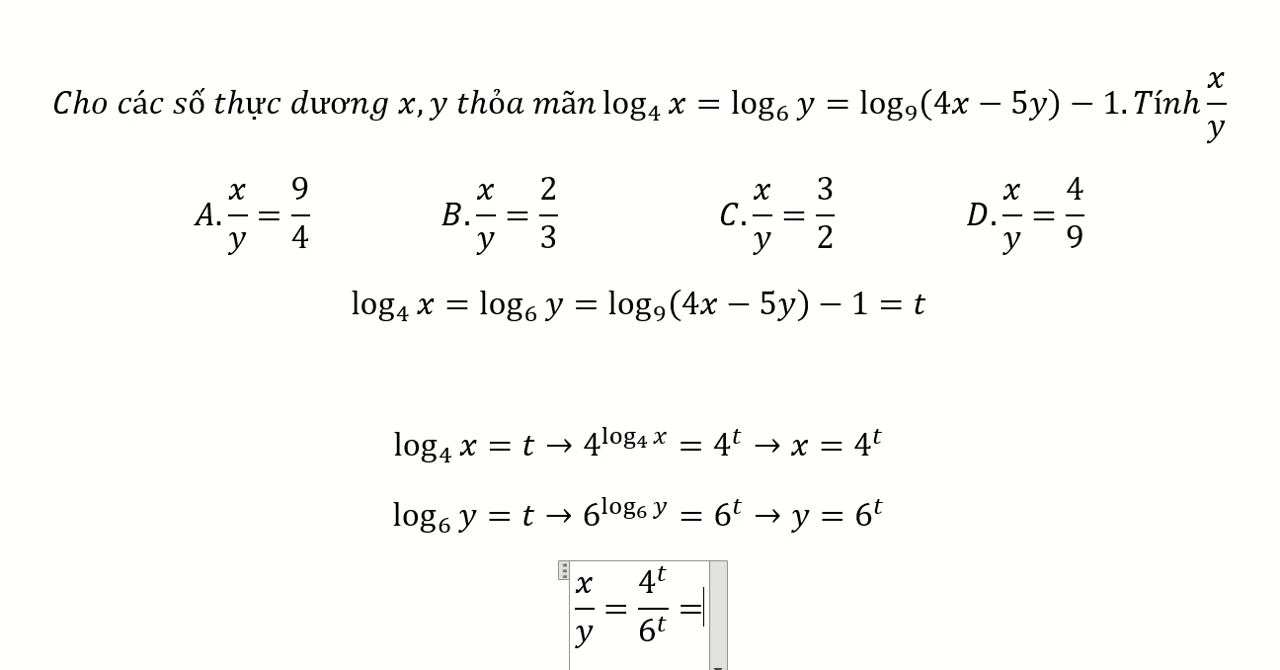 Cho các số thực dương x, y thỏa mãn log₄ x = log₆ y = log₉(4x − 5y) − 1. Tính x/y
A. x/y = 9/4 B. x/y = 2/3 C. x/y = 3/2 D. x/y = 4/9
log₄ x = log₆ y = log₉(4x − 5y) − 1 = t
log₄ x = t → 4^(log₄ x) = 4^t → x = 4^t
log₆ y = t → 6^(log₆ y) = 6^t → y = 6^t
x/y = 4^t/6^t =